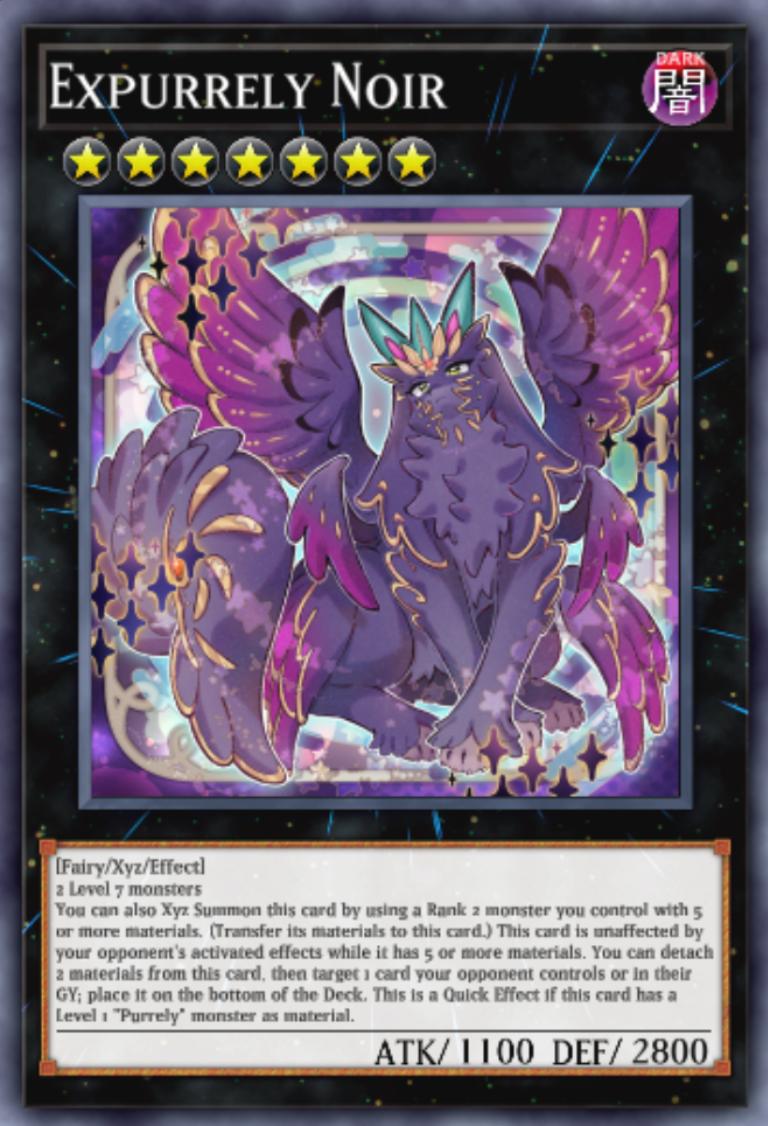 EXPURRELY NOIR
DARK
闇
[Fairy/Xyz/Effect]
2 Level 7 monsters
You can also Xyz Summon this card by using a Rank 2 monster you control with 5
or more materials. (Transfer its materials to this card.) This card is unaffected by
your opponent's activated effects while it has 5 or more materials. You can detach
2 materials from this card, then target 1 card your opponent controls or in their
GY; place it on the bottom of the Deck. This is a Quick Effect if this card has a
Level 1 "Purrely" monster as material.
ATK/ 1100 DEF/ 2800